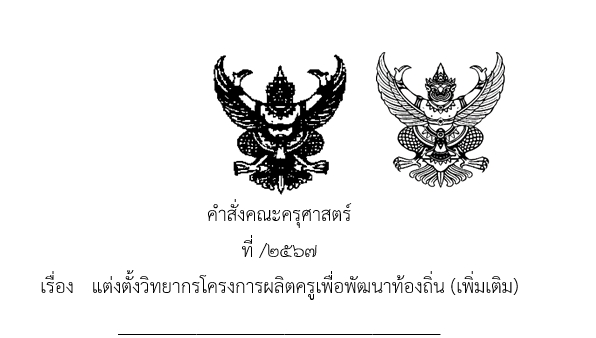 คำสั่งคณะครุศาสตร์
ที่ /๒๕๖๗
เรื่อง แต่งตั้งวิทยากรโครงการผลิตครูเพื่อพัฒนาท้องถิ่น (เพิ่มเติม)